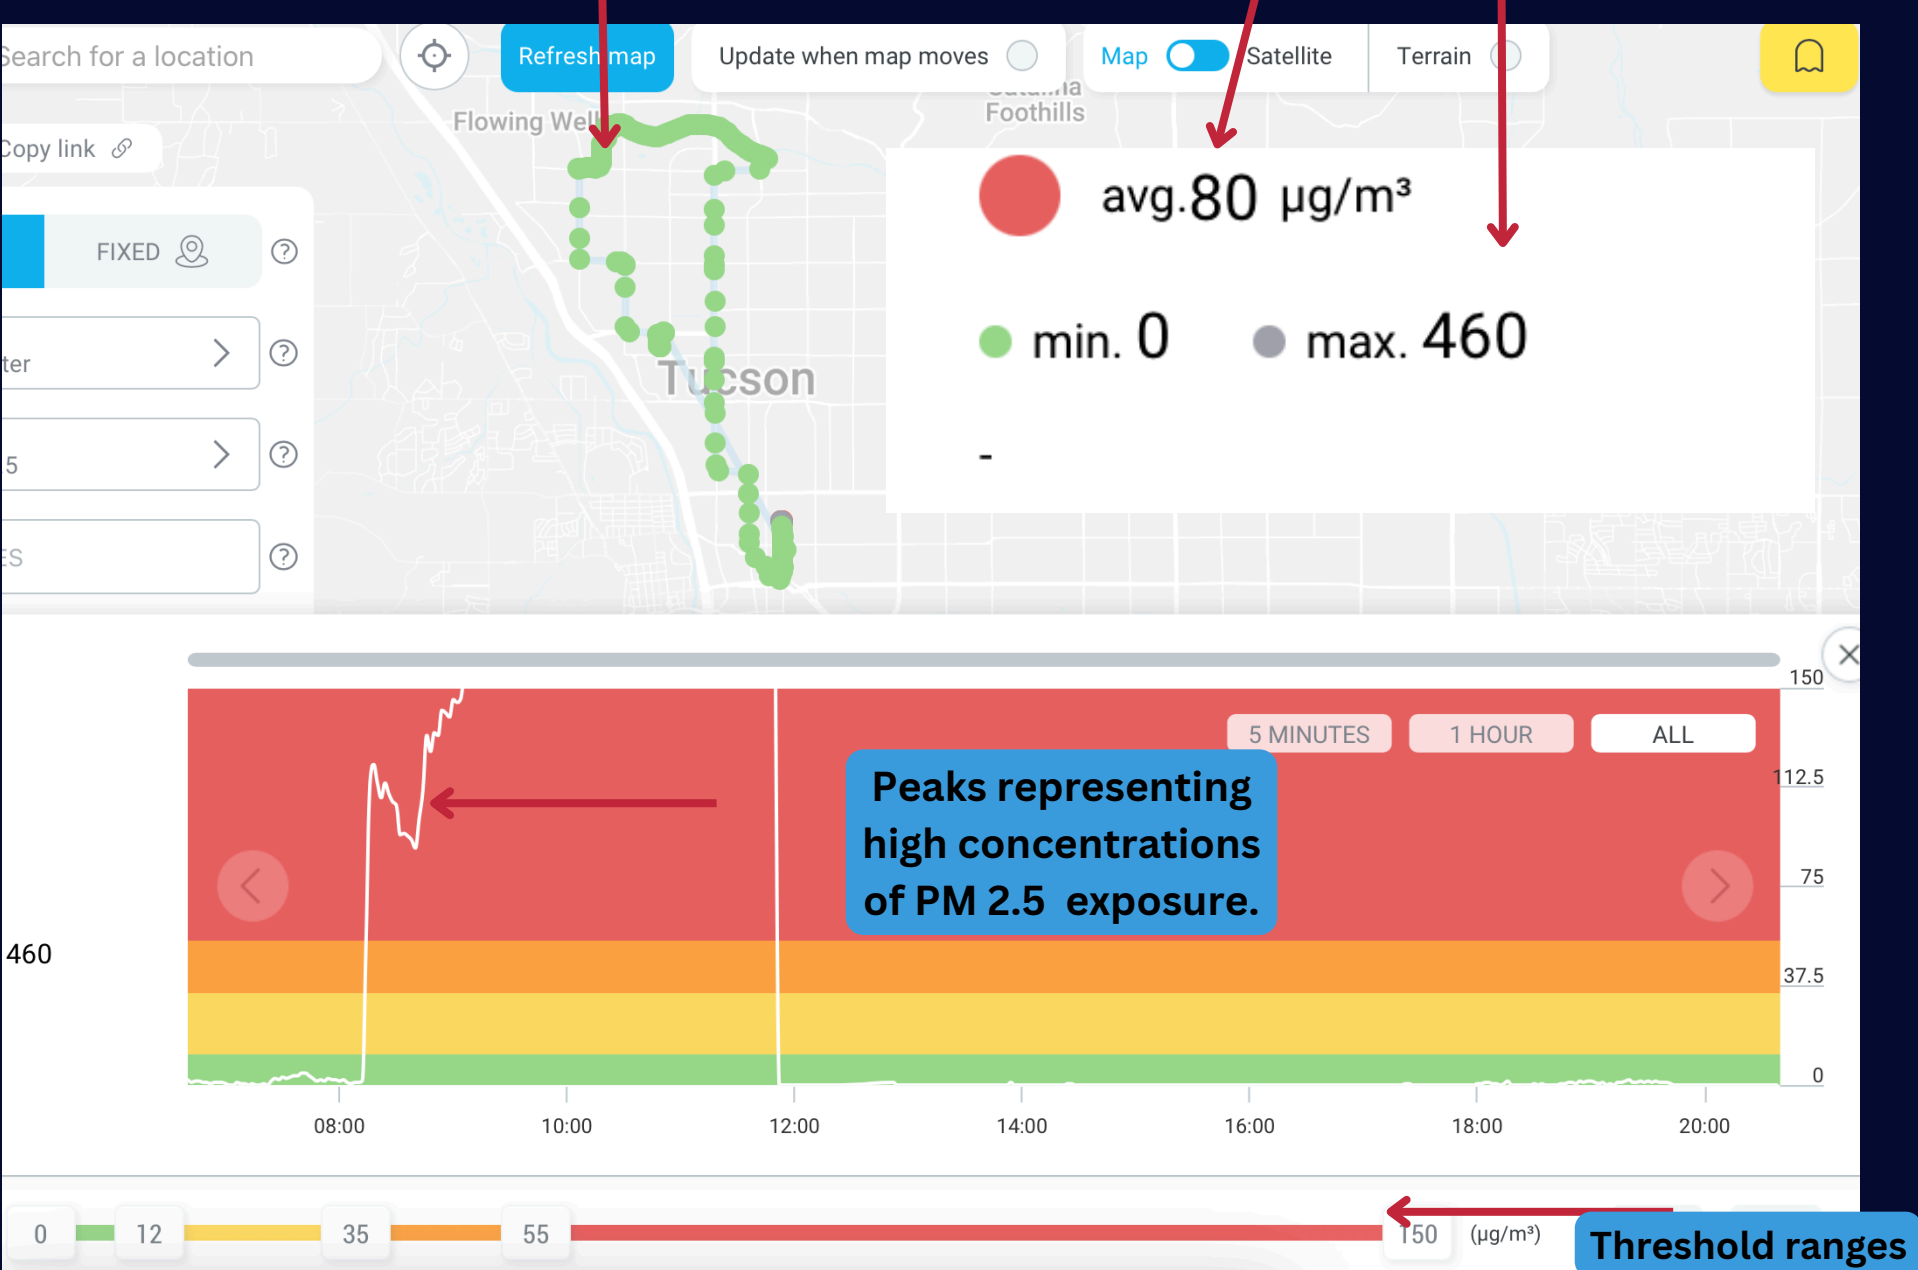 Search for a location
Refresh map
Update when map moves
Map
Satellite
Terrain
Catalina
Foothills
Flowing Well
Copy link
FIXED
?
ter
?
5
?
ES
?
Tucson
avg. 80 µg/m³
min. 0
max. 460
-
150
5 MINUTES
1 HOUR
ALL
112.5
Peaks representing
high concentrations
of PM 2.5 exposure.
75
460
37.5
0
08:00
10:00
12:00
14:00
16:00
18:00
20:00
0
12
35
55
150
(µg/m³)
Threshold ranges